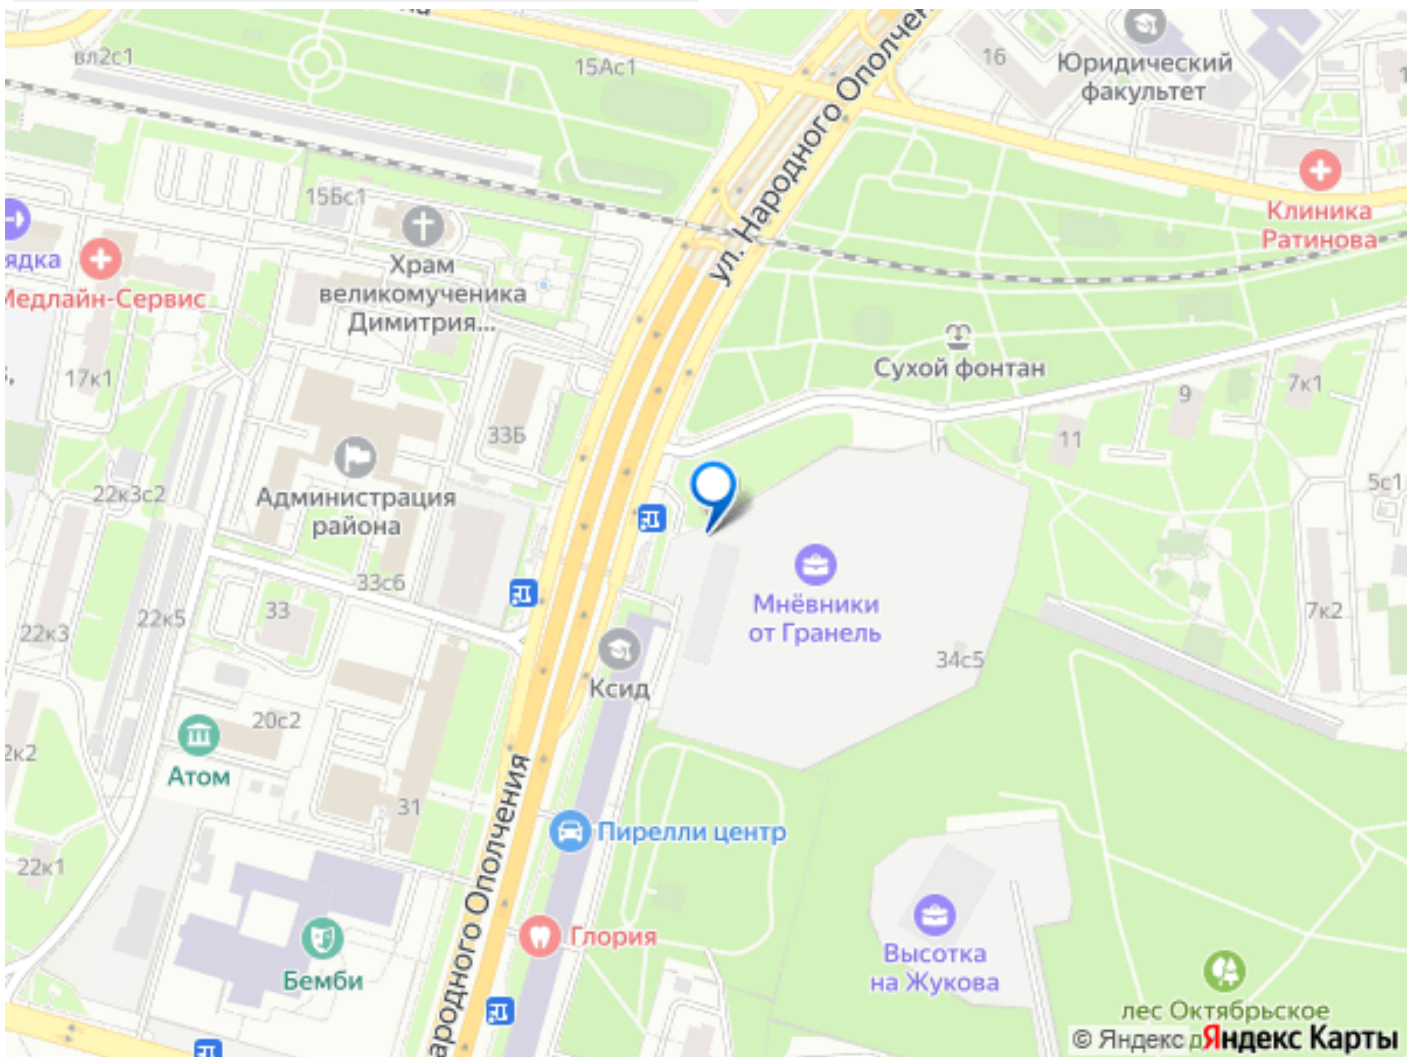 вл2с1
15Ас1
ул. Народного Ополчен
16
Юридический
факультет
Клиника
Ратинова
15Бс1
Храм
великомученика
Димитрия...
ядка
Медлайн-Сервис
17к1
Сухой фонтан
7к1
9
11
5с1
33Б
Администрация
района
22к3с2
33с6
33
22к5
22к3
Мнёвники
от Гранель
34с5
7к2
Ксид
20с2
2к2
Атом
31
ародного Ополчения
Пирелли центр
22к1
Глория
Бемби
Высотка
на Жукова
лес Октябрьское
© Яндекс
Яндекс Карты